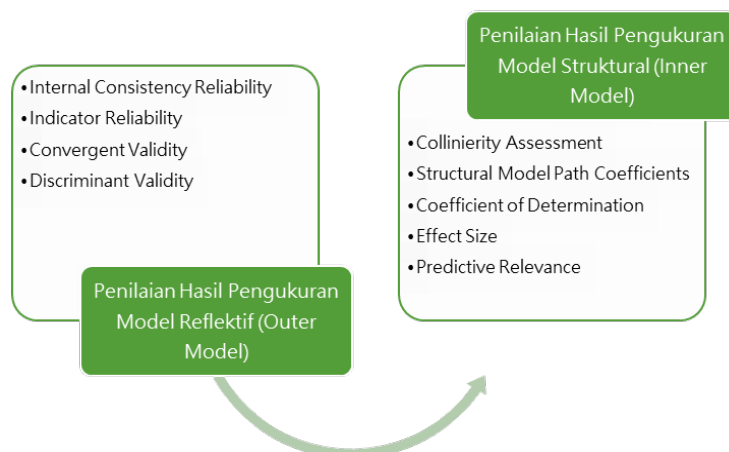 •Internal Consistency Reliability
•Indicator Reliability
•Convergent Validity
•Discriminant Validity
Penilaian Hasil Pengukuran
Model Reflektif (Outer
Model)
Penilaian Hasil Pengukuran
Model Struktural (Inner
Model)
•Collinierity Assessment
•Structural Model Path Coefficients
•Coefficient of Determination
•Effect Size
•Predictive Relevance